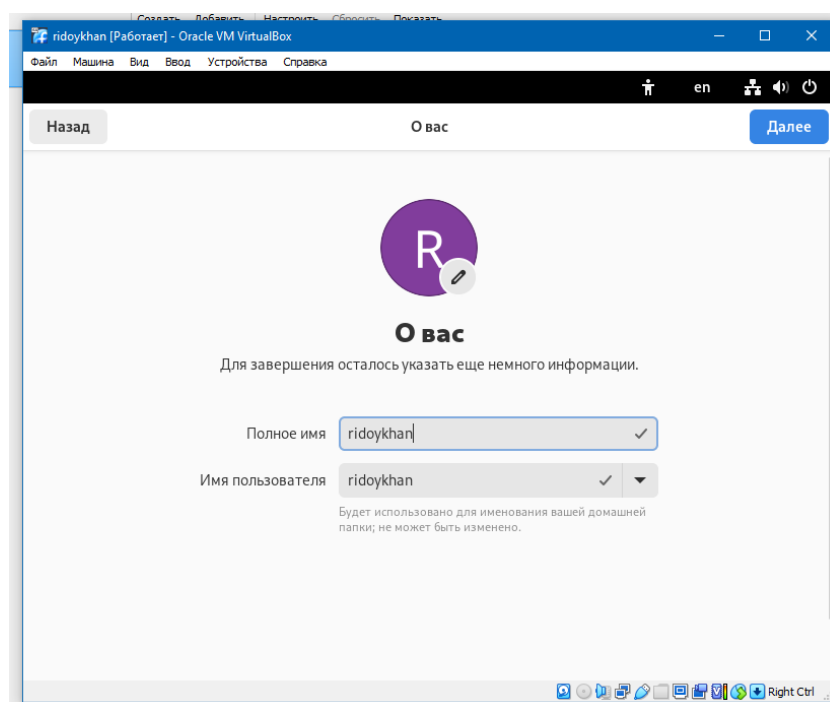 Создать Добавить Настроить Сбросить Показать
ridoykhan [Работает] - Oracle VM VirtualBox
Файл Машина Вид Ввод Устройства Справка
en
Назад О вас Далее
R
О вас
Для завершения осталось указать еще немного информации.
Полное имя ridoykhan
Имя пользователя ridoykhan
Будет использовано для именования вашей домашней
папки; не может быть изменено.
Right Ctrl